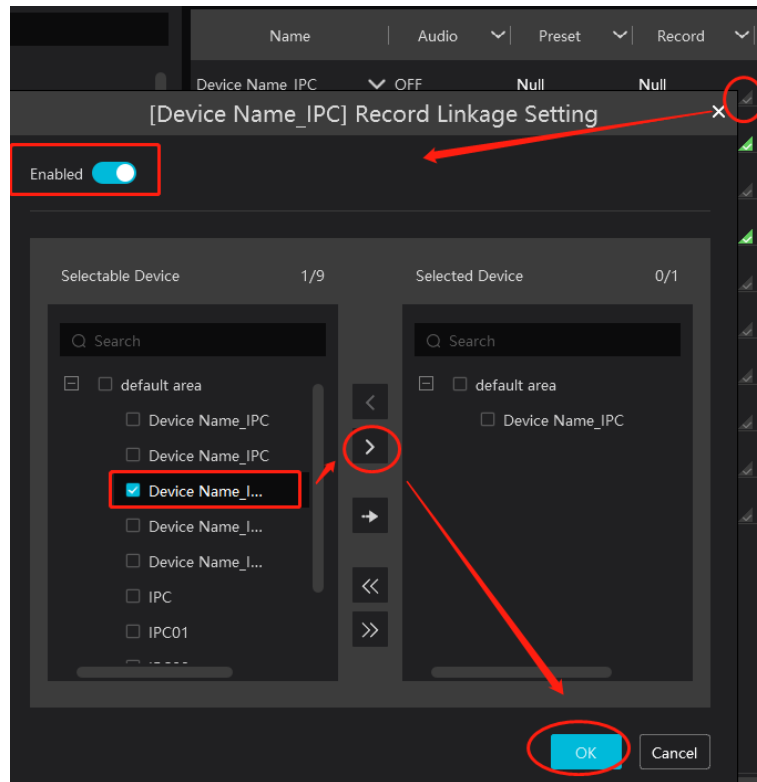 Name Audio Preset Record
Device Name_IPC OFF Null Null
[Device Name_IPC] Record Linkage Setting
Enabled
Selectable Device 1/9 Selected Device 0/1
Search Search
default area default area
Device Name_IPC Device Name_IPC
Device Name_IPC
Device Name_I...
Device Name_I...
Device Name_I...
IPC
IPC01
OK Cancel